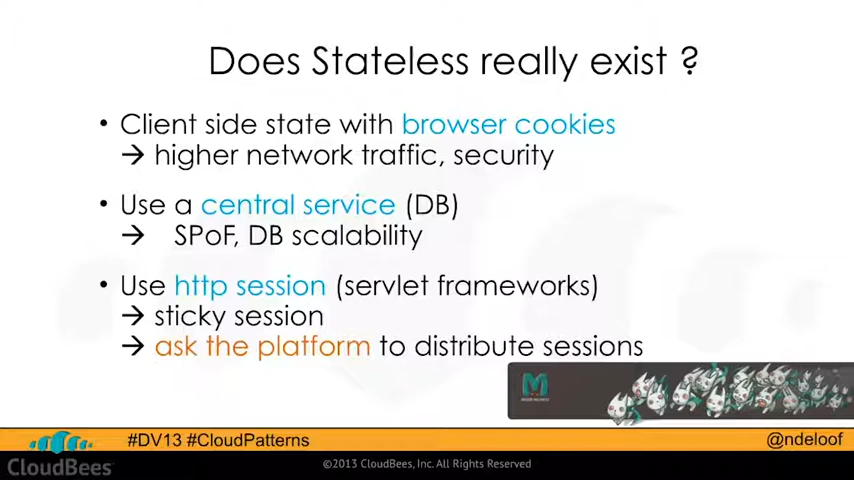 Does Stateless really exist ?
• Client side state with browser cookies
→ higher network traffic, security
• Use a central service (DB)
→ SPoF, DB scalability
• Use http session (servlet frameworks)
→ sticky session
→ ask the platform to distribute sessions
#DV13 #CloudPatterns
@ndeloof
CloudBees
©2013 CloudBees, Inc. All Rights Reserved